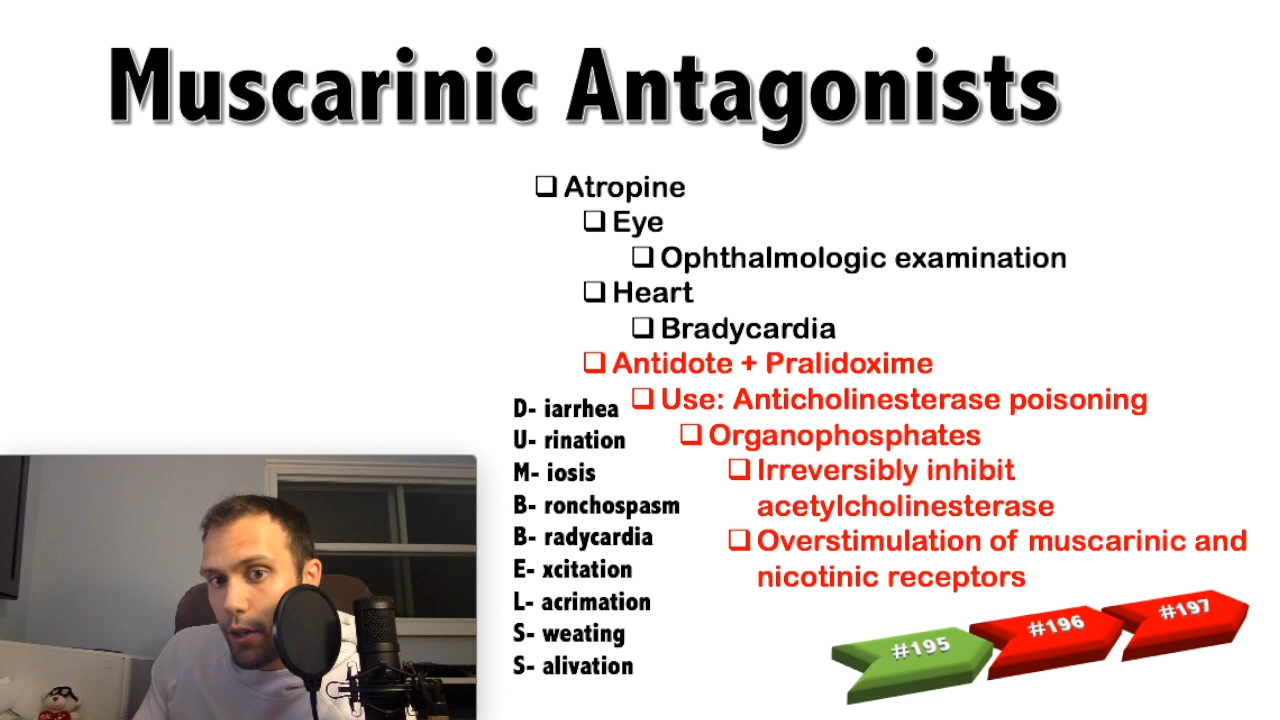 Muscarinic Antagonists
❑ Atropine
❑ Eye
❑ Ophthalmologic examination
❑ Heart
❑ Bradycardia
❑ Antidote + Pralidoxime
❑ Use: Anticholinesterase poisoning
❑ Organophosphates
❑ Irreversibly inhibit
acetylcholinesterase
❑ Overstimulation of muscarinic and
nicotinic receptors
D- iarrhea
U- rination
M- iosis
B- ronchospasm
B- radycardia
E- xcitation
L- acrimation
S- weating
S- alivation
#195
#196
#197